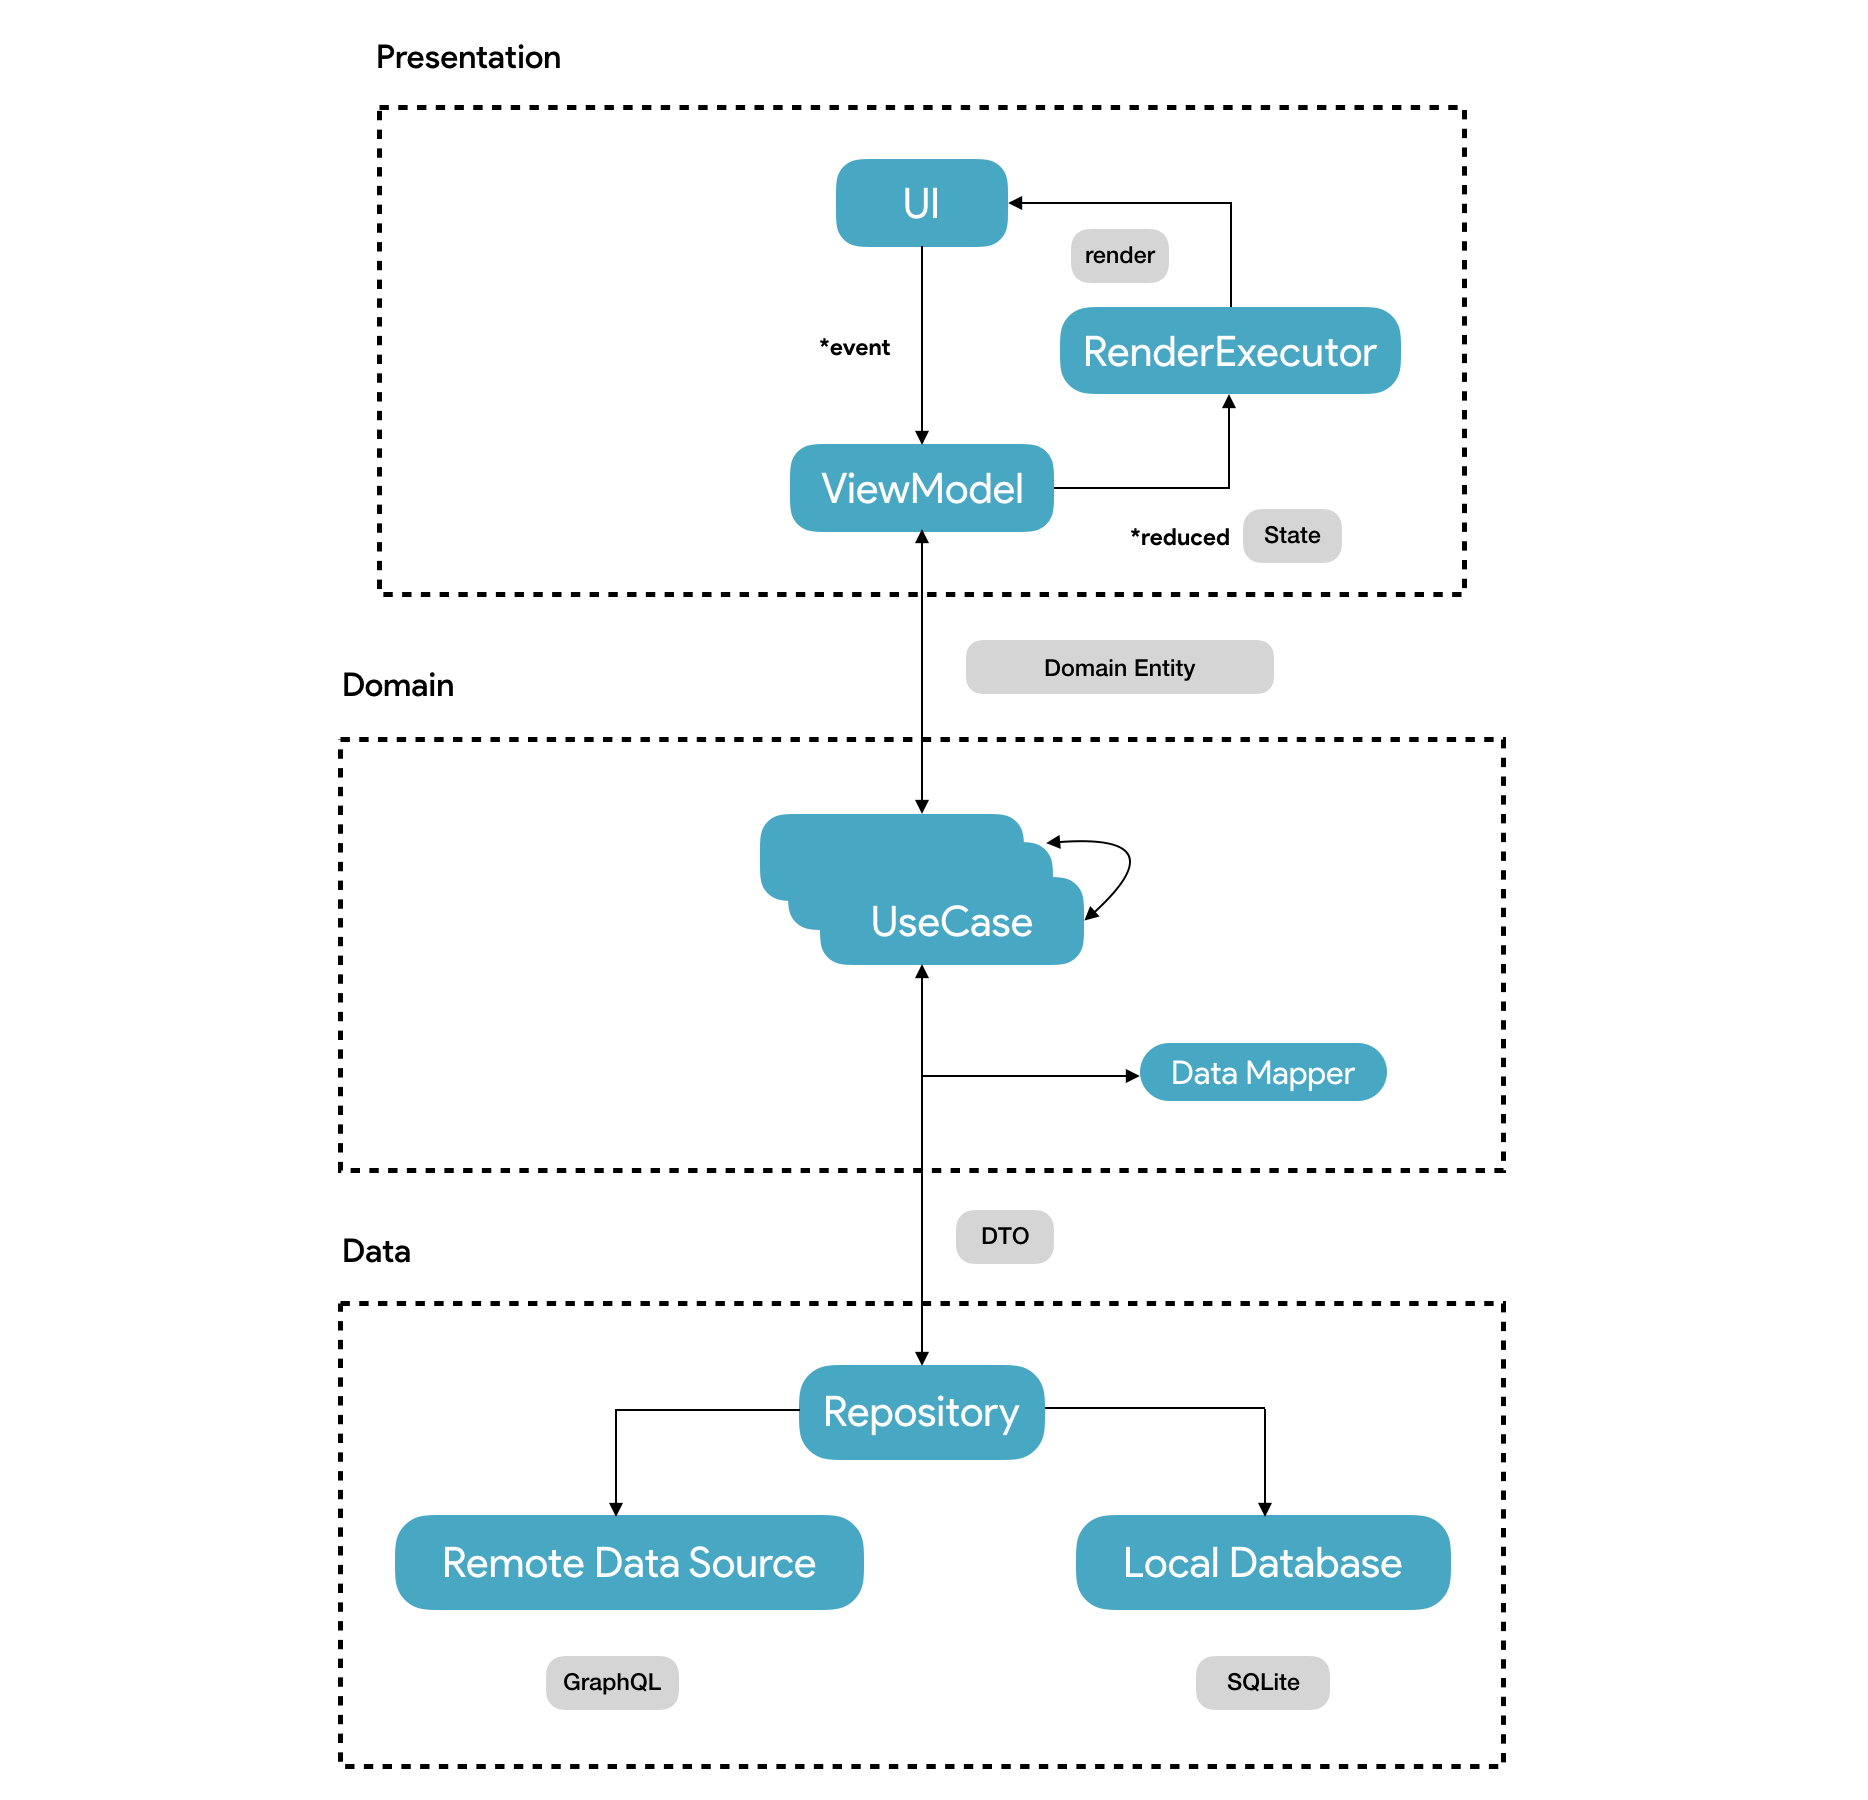 Presentation
UI
render
RenderExecutor
*event
ViewModel
*reduced State
Domain Entity
Domain
UseCase
Data Mapper
DTO
Data
Repository
Remote Data Source
Local Database
GraphQL
SQLite